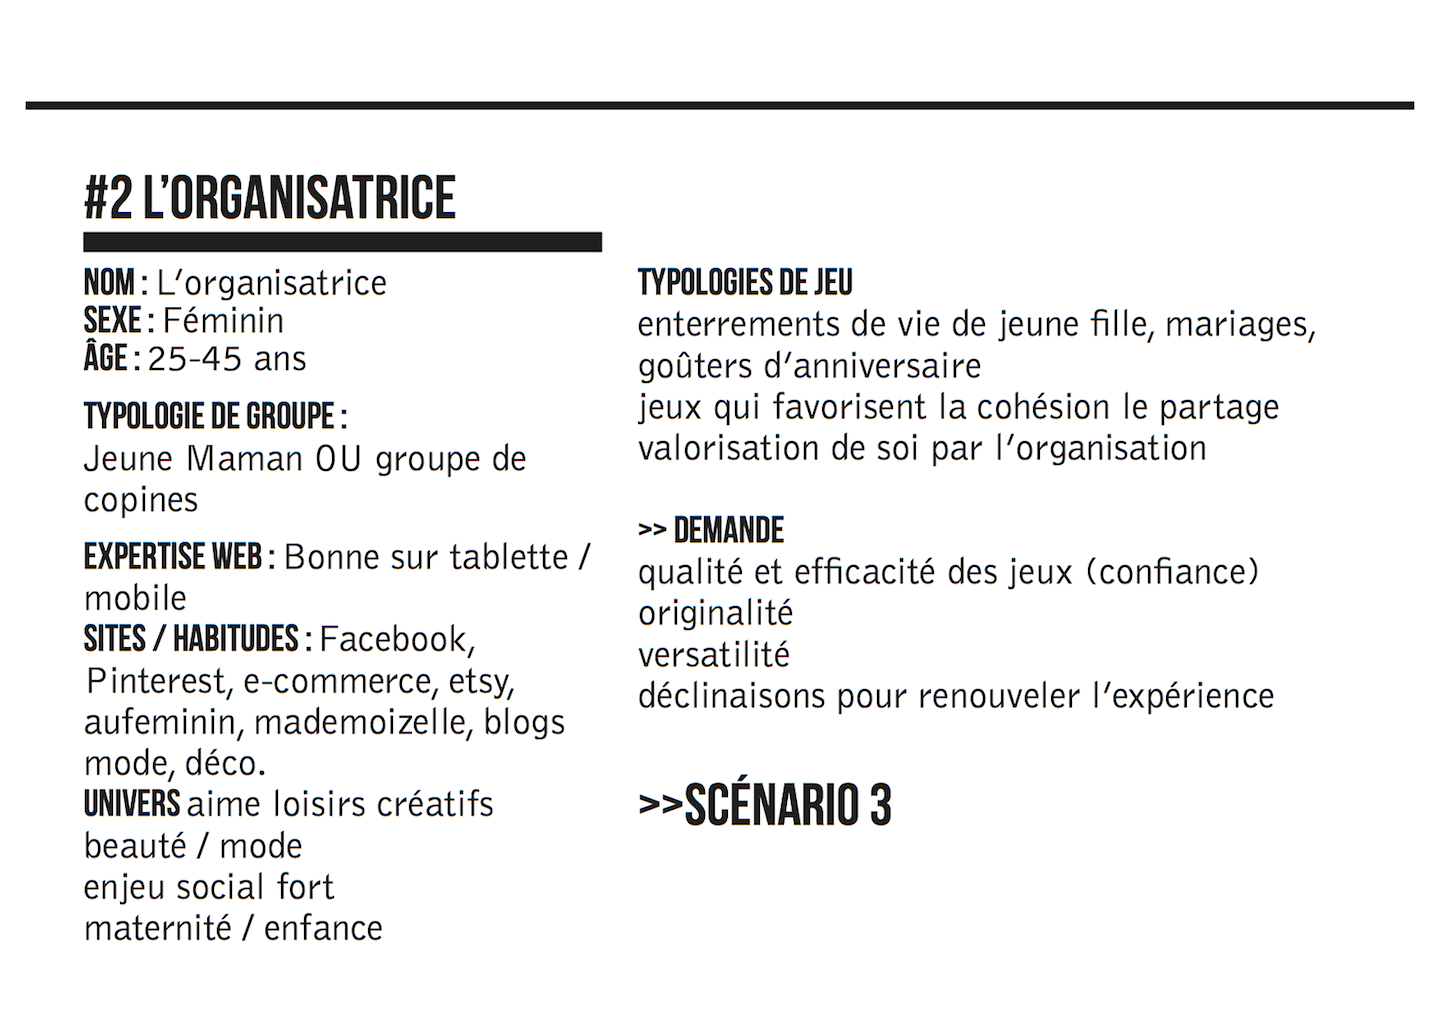 #2 L’ORGANISATRICE
NOM : L’organisatrice
SEXE : Féminin
ÂGE : 25-45 ans
TYPOLOGIE DE GROUPE :
Jeune Maman OU groupe de
copines
EXPERTISE WEB : Bonne sur tablette /
mobile
SITES / HABITUDES : Facebook,
Pinterest, e-commerce, etsy,
aufeminin, mademoizelle, blogs
mode, déco.
UNIVERS aime loisirs créatifs
beauté / mode
enjeu social fort
maternité / enfance
TYPOLOGIES DE JEU
enterrements de vie de jeune fille, mariages,
goûters d’anniversaire
jeux qui favorisent la cohésion le partage
valorisation de soi par l’organisation
>> DEMANDE
qualité et efficacité des jeux (confiance)
originalité
versatilité
déclinaisons pour renouveler l’expérience
>>SCÉNARIO 3